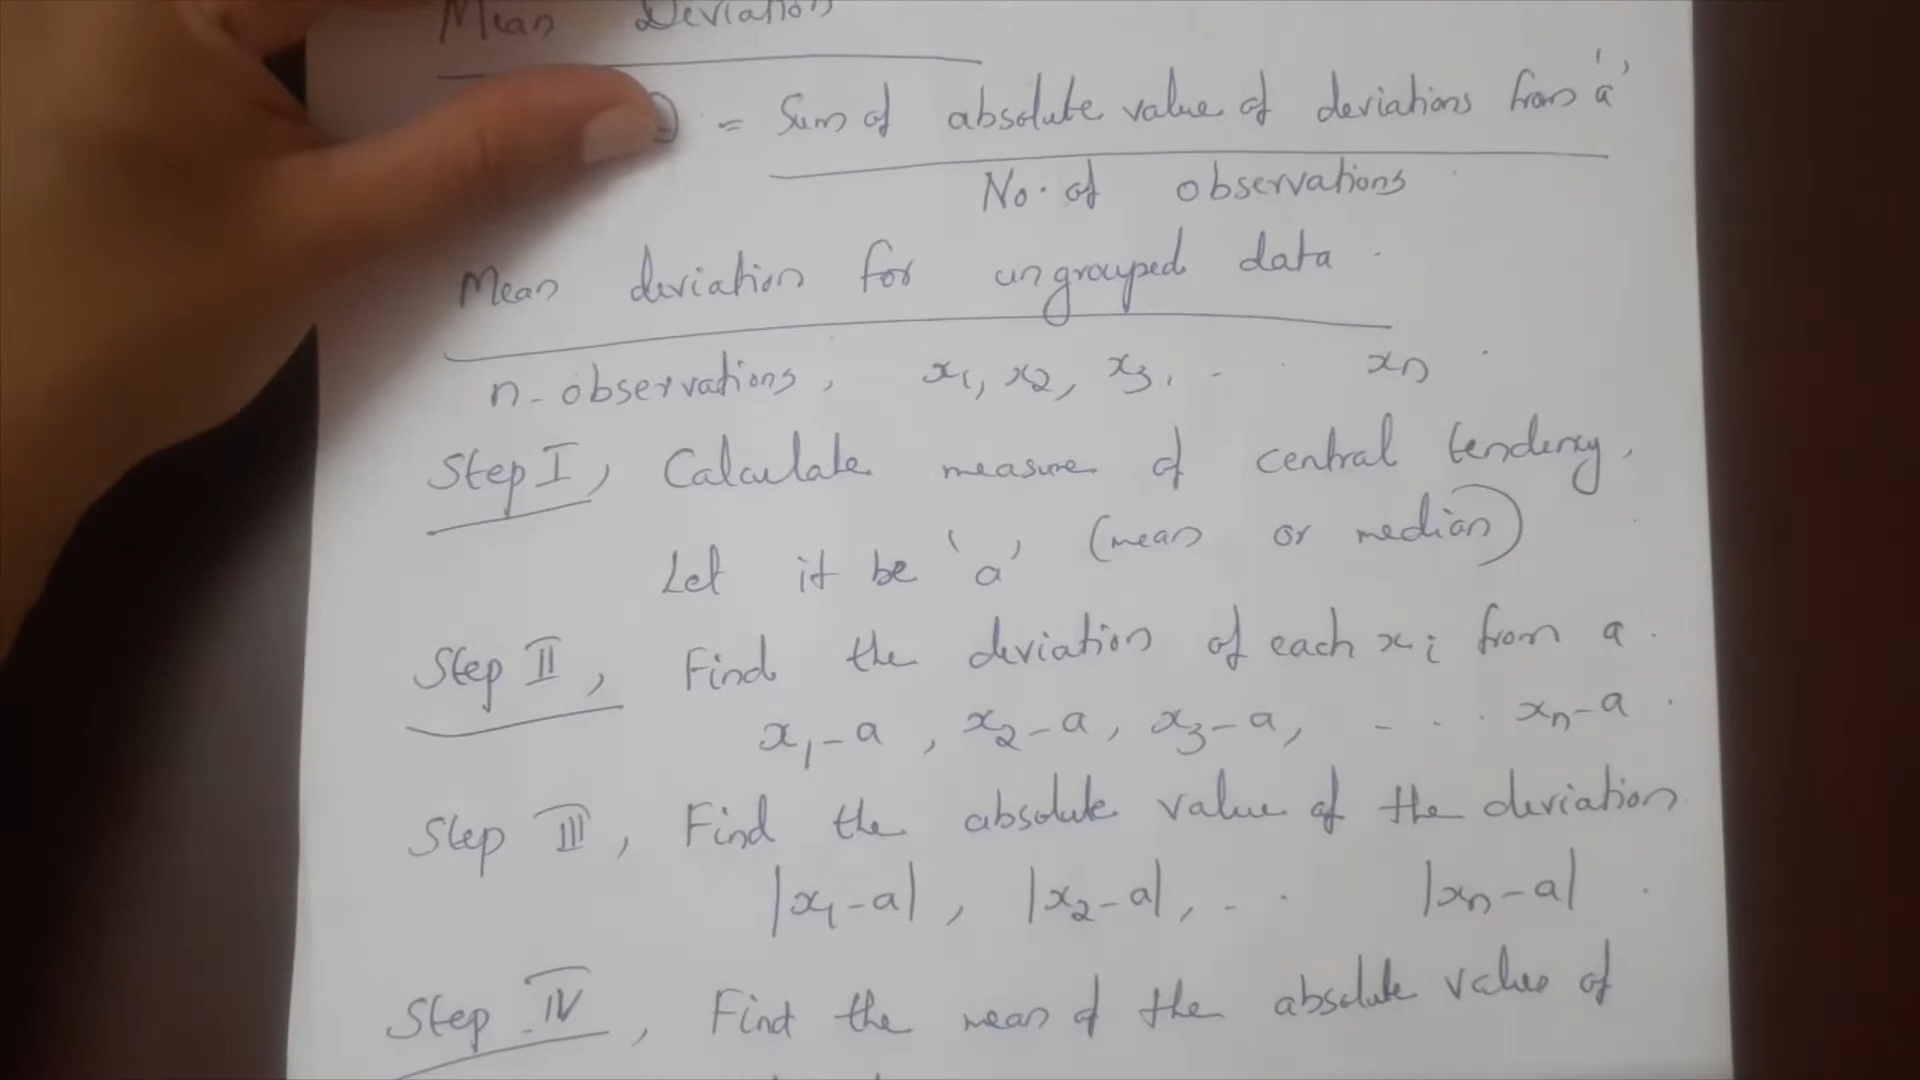 Mean Deviation
= Sum of absolute value of deviations from 'a'
No. of observations
Mean deviation for ungrouped data.
n-observations, x₁, x₂, x₃, .. xₙ.
Step I, Calculate measure of central tendency.
Let it be 'a' (mean or median)
Step II, Find the deviation of each xᵢ from a.
x₁-a, x₂-a, x₃-a, - .. xₙ-a.
Step III, Find the absolute value of the deviation
|x₁-a|, |x₂-a|, .. |xₙ-a|.
Step IV, Find the mean of the absolute values of